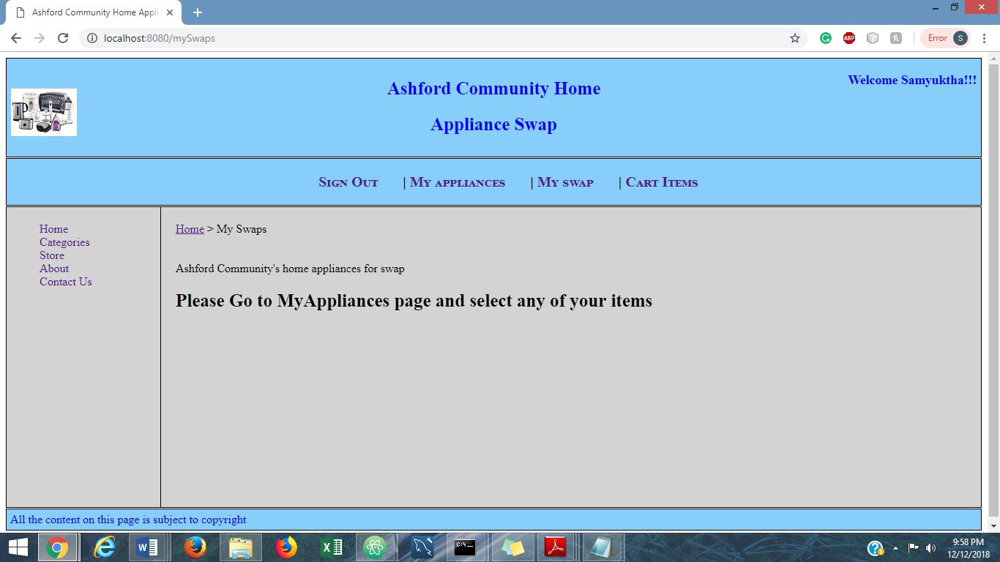 Ashford Community Home Appli
localhost:8080/mySwaps
ABP
Error S
Ashford Community Home
Appliance Swap
Welcome Samyuktha!!!
Sign Out | My appliances | My swap | Cart Items
Home
Categories
Store
About
Contact Us
Home > My Swaps
Ashford Community's home appliances for swap
Please Go to MyAppliances page and select any of your items
All the content on this page is subject to copyright
9:58 PM
12/12/2018